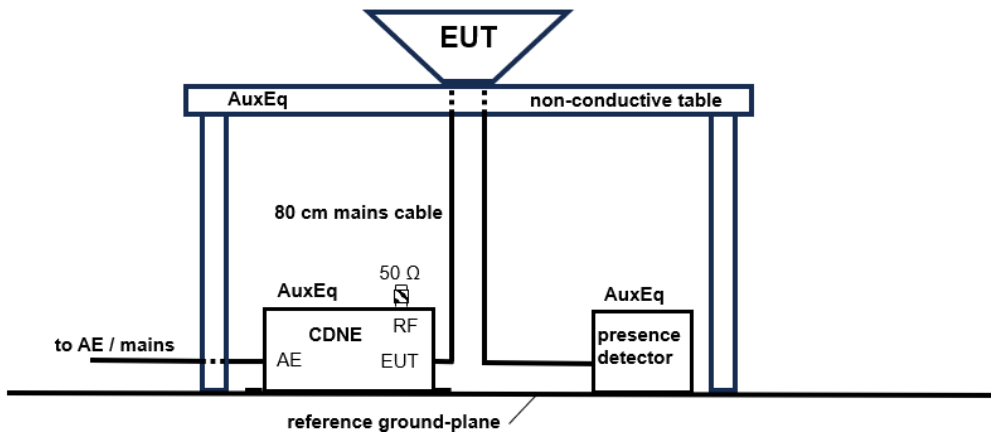 EUT
AuxEq
non-conductive table
80 cm mains cable
50 Ω
AuxEq
AuxEq
RF
CDNE
presence
detector
to AE / mains
AE
EUT
reference ground-plane